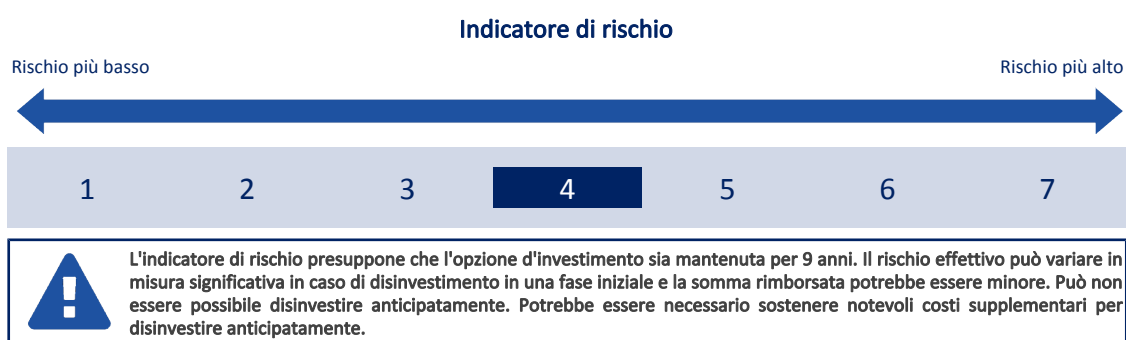 Indicatore di rischio
Rischio più basso
Rischio più alto
1 2 3 4 5 6 7
L'indicatore di rischio presuppone che l'opzione d'investimento sia mantenuta per 9 anni. Il rischio effettivo può variare in
misura significativa in caso di disinvestimento in una fase iniziale e la somma rimborsata potrebbe essere minore. Può non
essere possibile disinvestire anticipatamente. Potrebbe essere necessario sostenere notevoli costi supplementari per
disinvestire anticipatamente.